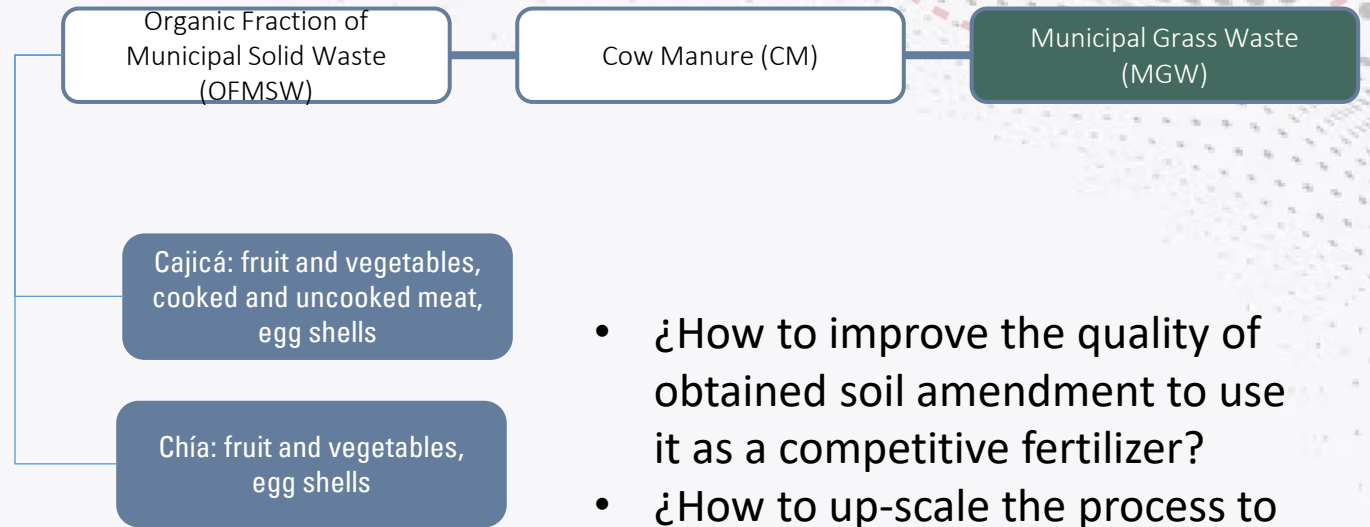 Organic Fraction of
Municipal Solid Waste
(OFMSW)
Cow Manure (CM)
Municipal Grass Waste
(MGW)
Cajicá: fruit and vegetables,
cooked and uncooked meat,
egg shells
Chía: fruit and vegetables,
egg shells
• ¿How to improve the quality of
obtained soil amendment to use
it as a competitive fertilizer?
• ¿How to up-scale the process to